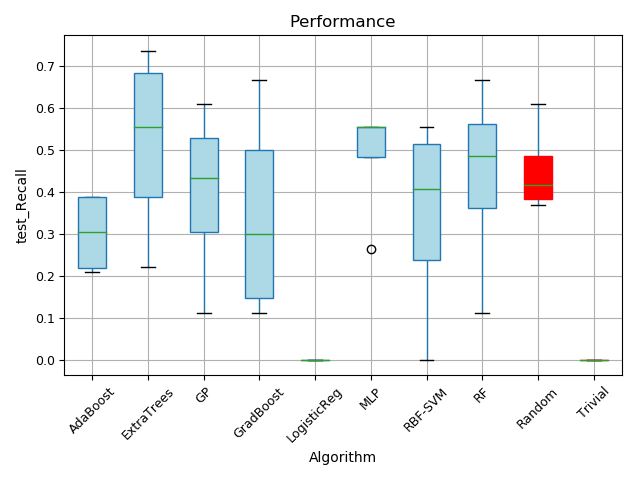 Performance
test_Recall
0.7
0.6
0.5
0.4
0.3
0.2
0.1
0.0
AdaBoost
ExtraTrees
GP
GradBoost
LogisticReg
MLP
RBF-SVM
RF
Random
Trivial
Algorithm